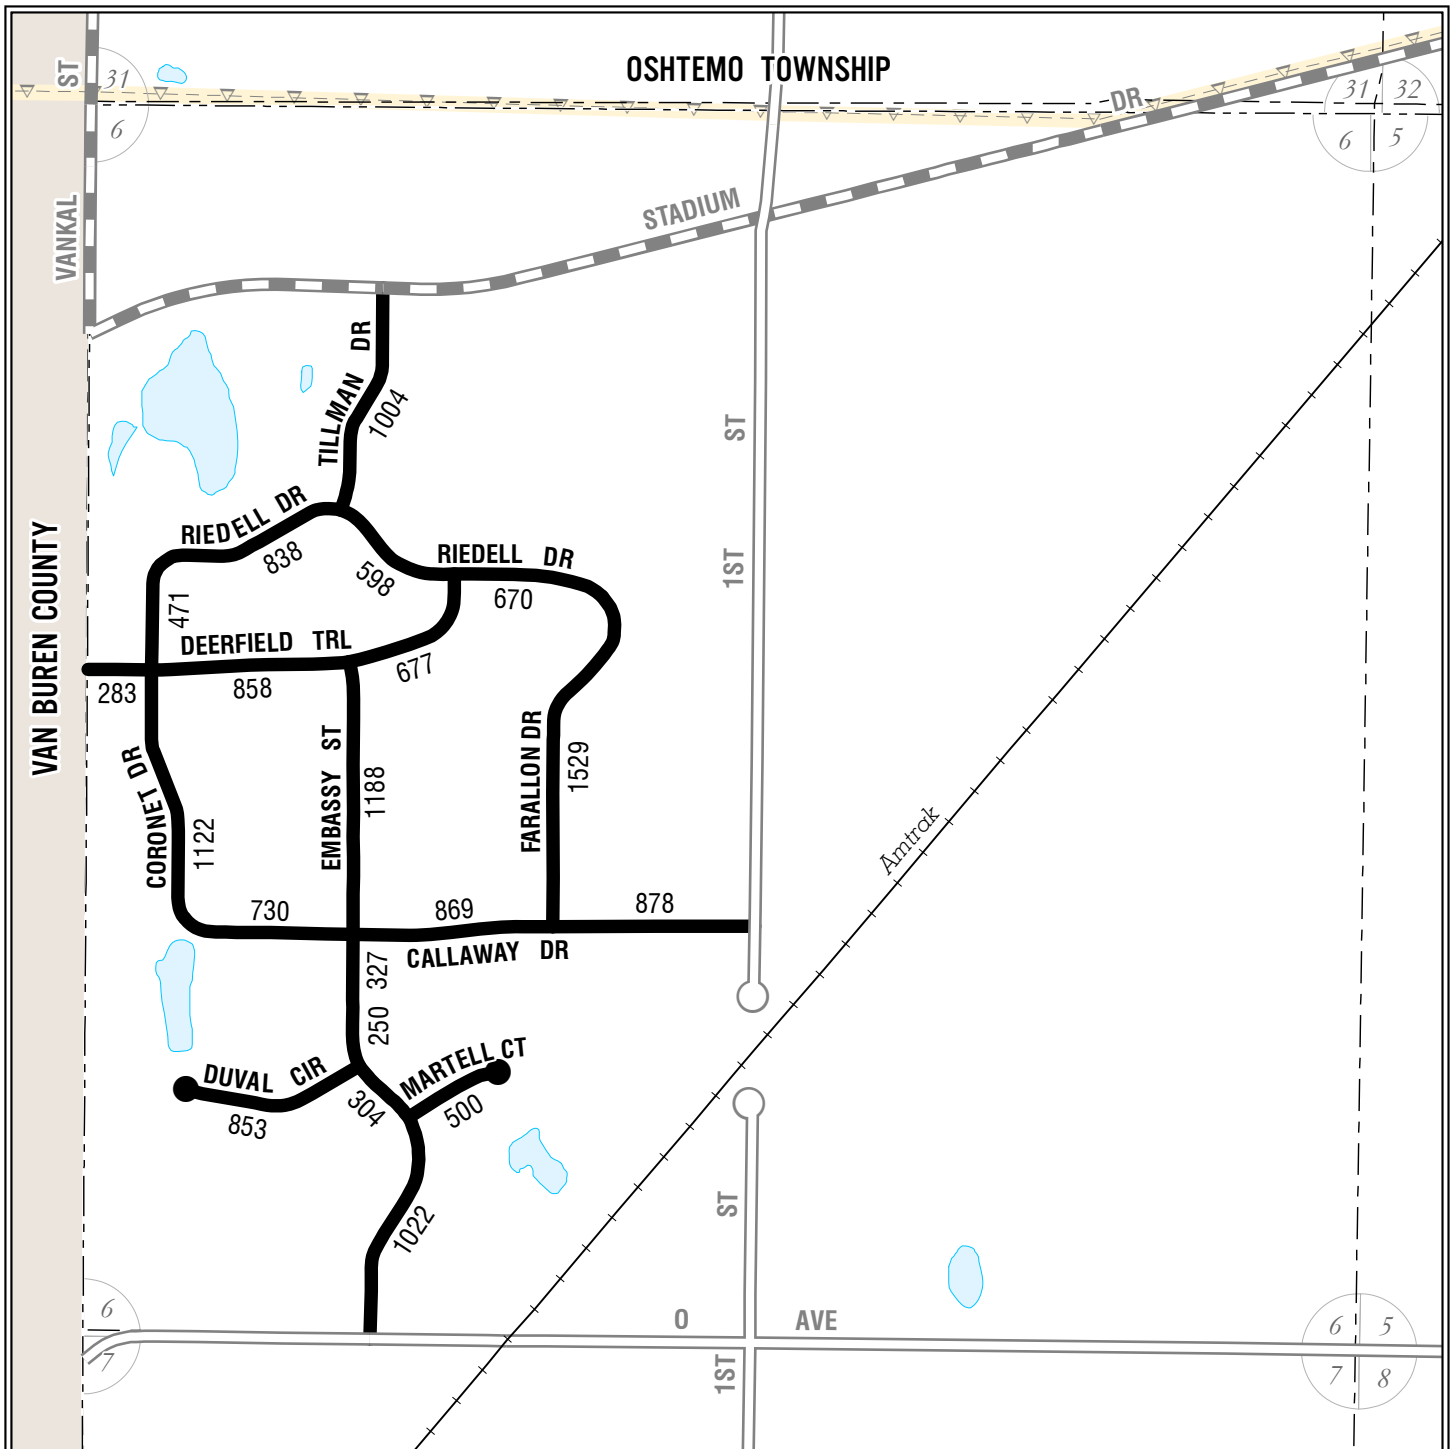 OSHTEMO TOWNSHIP
ST
31
6
DR
31
32
6
5
STADIUM
VANKAL
DR
TILLMAN
1004
ST
1ST
RIEDELL DR
838
598
RIEDELL DR
670
471
DEERFIELD TRL
677
283
858
VAN BUREN COUNTY
CORONET DR
1122
EMBASSY ST
1188
FARALLON DR
1529
Amtrak
730
869
878
CALLAWAY DR
327
250
DUVAL CIR
853
304
MARTELL CT
500
1022
ST
6
7
O AVE
1ST
6
5
7
8